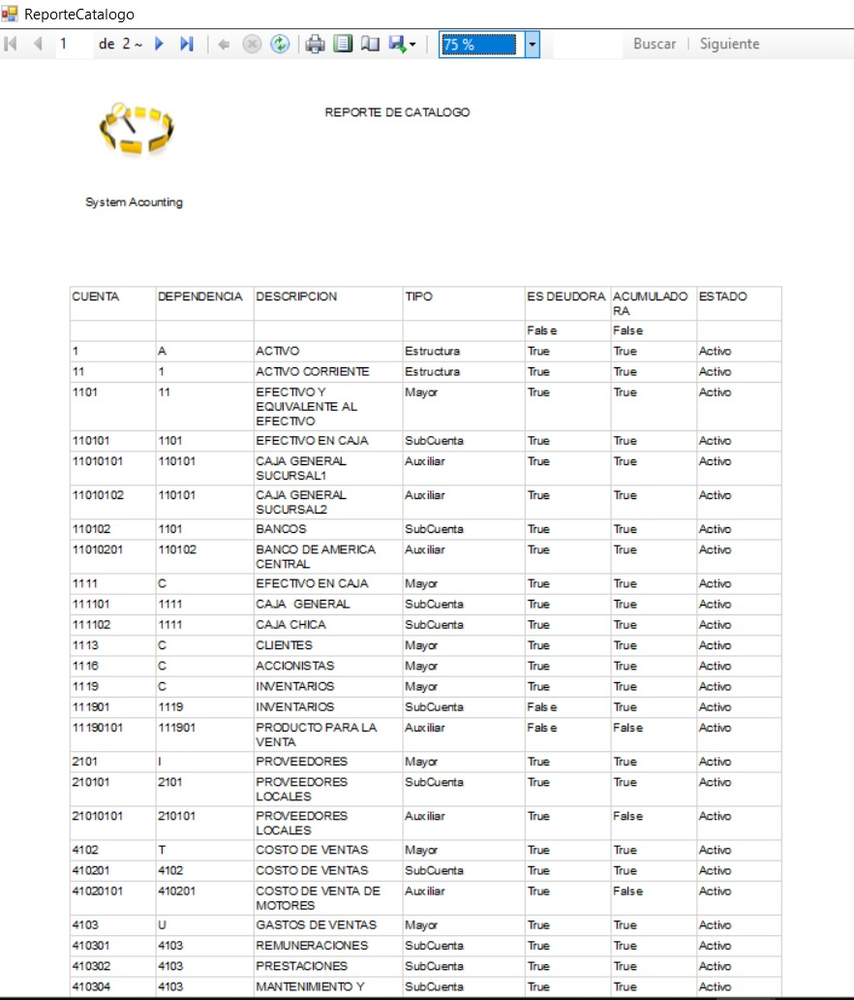 ReporteCatalogo
1 de 2 ~ 75 % Buscar | Siguiente
REPORTE DE CATALOGO
System Acounting
CUENTA DEPENDENCIA DESCRIPCION TIPO ES DEUDORA ACUMULADO ESTADO
RA
False False
1 A ACTIVO Estructura True True Activo
11 1 ACTIVO CORRIENTE Estructura True True Activo
1101 11 EFECTIVO Y Mayor True True Activo
EQUIVALENTE AL
EFECTIVO
110101 1101 EFECTIVO EN CAJA SubCuenta True True Activo
11010101 110101 CAJA GENERAL Auxiliar True True Activo
SUCURSAL1
11010102 110101 CAJA GENERAL Auxiliar True True Activo
SUCURSAL2
110102 1101 BANCOS SubCuenta True True Activo
11010201 110102 BANCO DE AMERICA Auxiliar True True Activo
CENTRAL
1111 C EFECTIVO EN CAJA Mayor True True Activo
111101 1111 CAJA GENERAL SubCuenta True True Activo
111102 1111 CAJA CHICA SubCuenta True True Activo
1113 C CLIENTES Mayor True True Activo
1116 C ACCIONISTAS Mayor True True Activo
1119 C INVENTARIOS Mayor True True Activo
111901 1119 INVENTARIOS SubCuenta False True Activo
11190101 111901 PRODUCTO PARA LA Auxiliar False False Activo
VENTA
2101 I PROVEEDORES Mayor True True Activo
210101 2101 PROVEEDORES SubCuenta True True Activo
LOCALES
21010101 210101 PROVEEDORES Auxiliar True False Activo
LOCALES
4102 T COSTO DE VENTAS Mayor True True Activo
410201 4102 COSTO DE VENTAS SubCuenta True True Activo
41020101 410201 COSTO DE VENTA DE Auxiliar True False Activo
MOTORES
4103 U GASTOS DE VENTAS Mayor True True Activo
410301 4103 REMUNERACIONES SubCuenta True True Activo
410302 4103 PRESTACIONES SubCuenta True True Activo
410304 4103 MANTENIMIENTO Y SubCuenta True True Activo